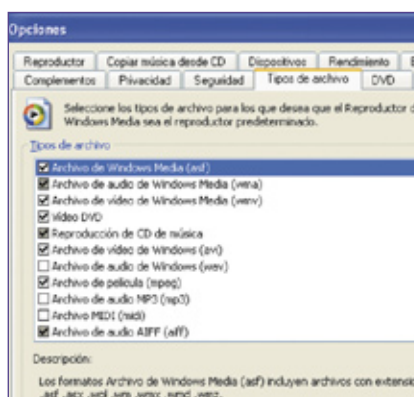 Opciones
Reproductor Copiar música desde CD Dispositivos Rendimiento
Complementos Privacidad Seguridad Tipos de archivo DVD
Seleccione los tipos de archivo para los que desea que el Reproductor d
Windows Media sea el reproductor predeterminado.
Tipos de archivo
Archivo de Windows Media (asf)
Archivo de audio de Windows Media (wma)
Archivo de vídeo de Windows Media (wmv)
Vídeo DVD
Reproducción de CD de música
Archivo de vídeo de Windows (avi)
Archivo de audio de Windows (wav)
Archivo de película (mpeg)
Archivo de audio MP3 (mp3)
Archivo MIDI (midi)
Archivo de audio AIFF (aiff)
Descripción:
Los formatos Archivo de Windows Media (asf) incluyen archivos con extensi